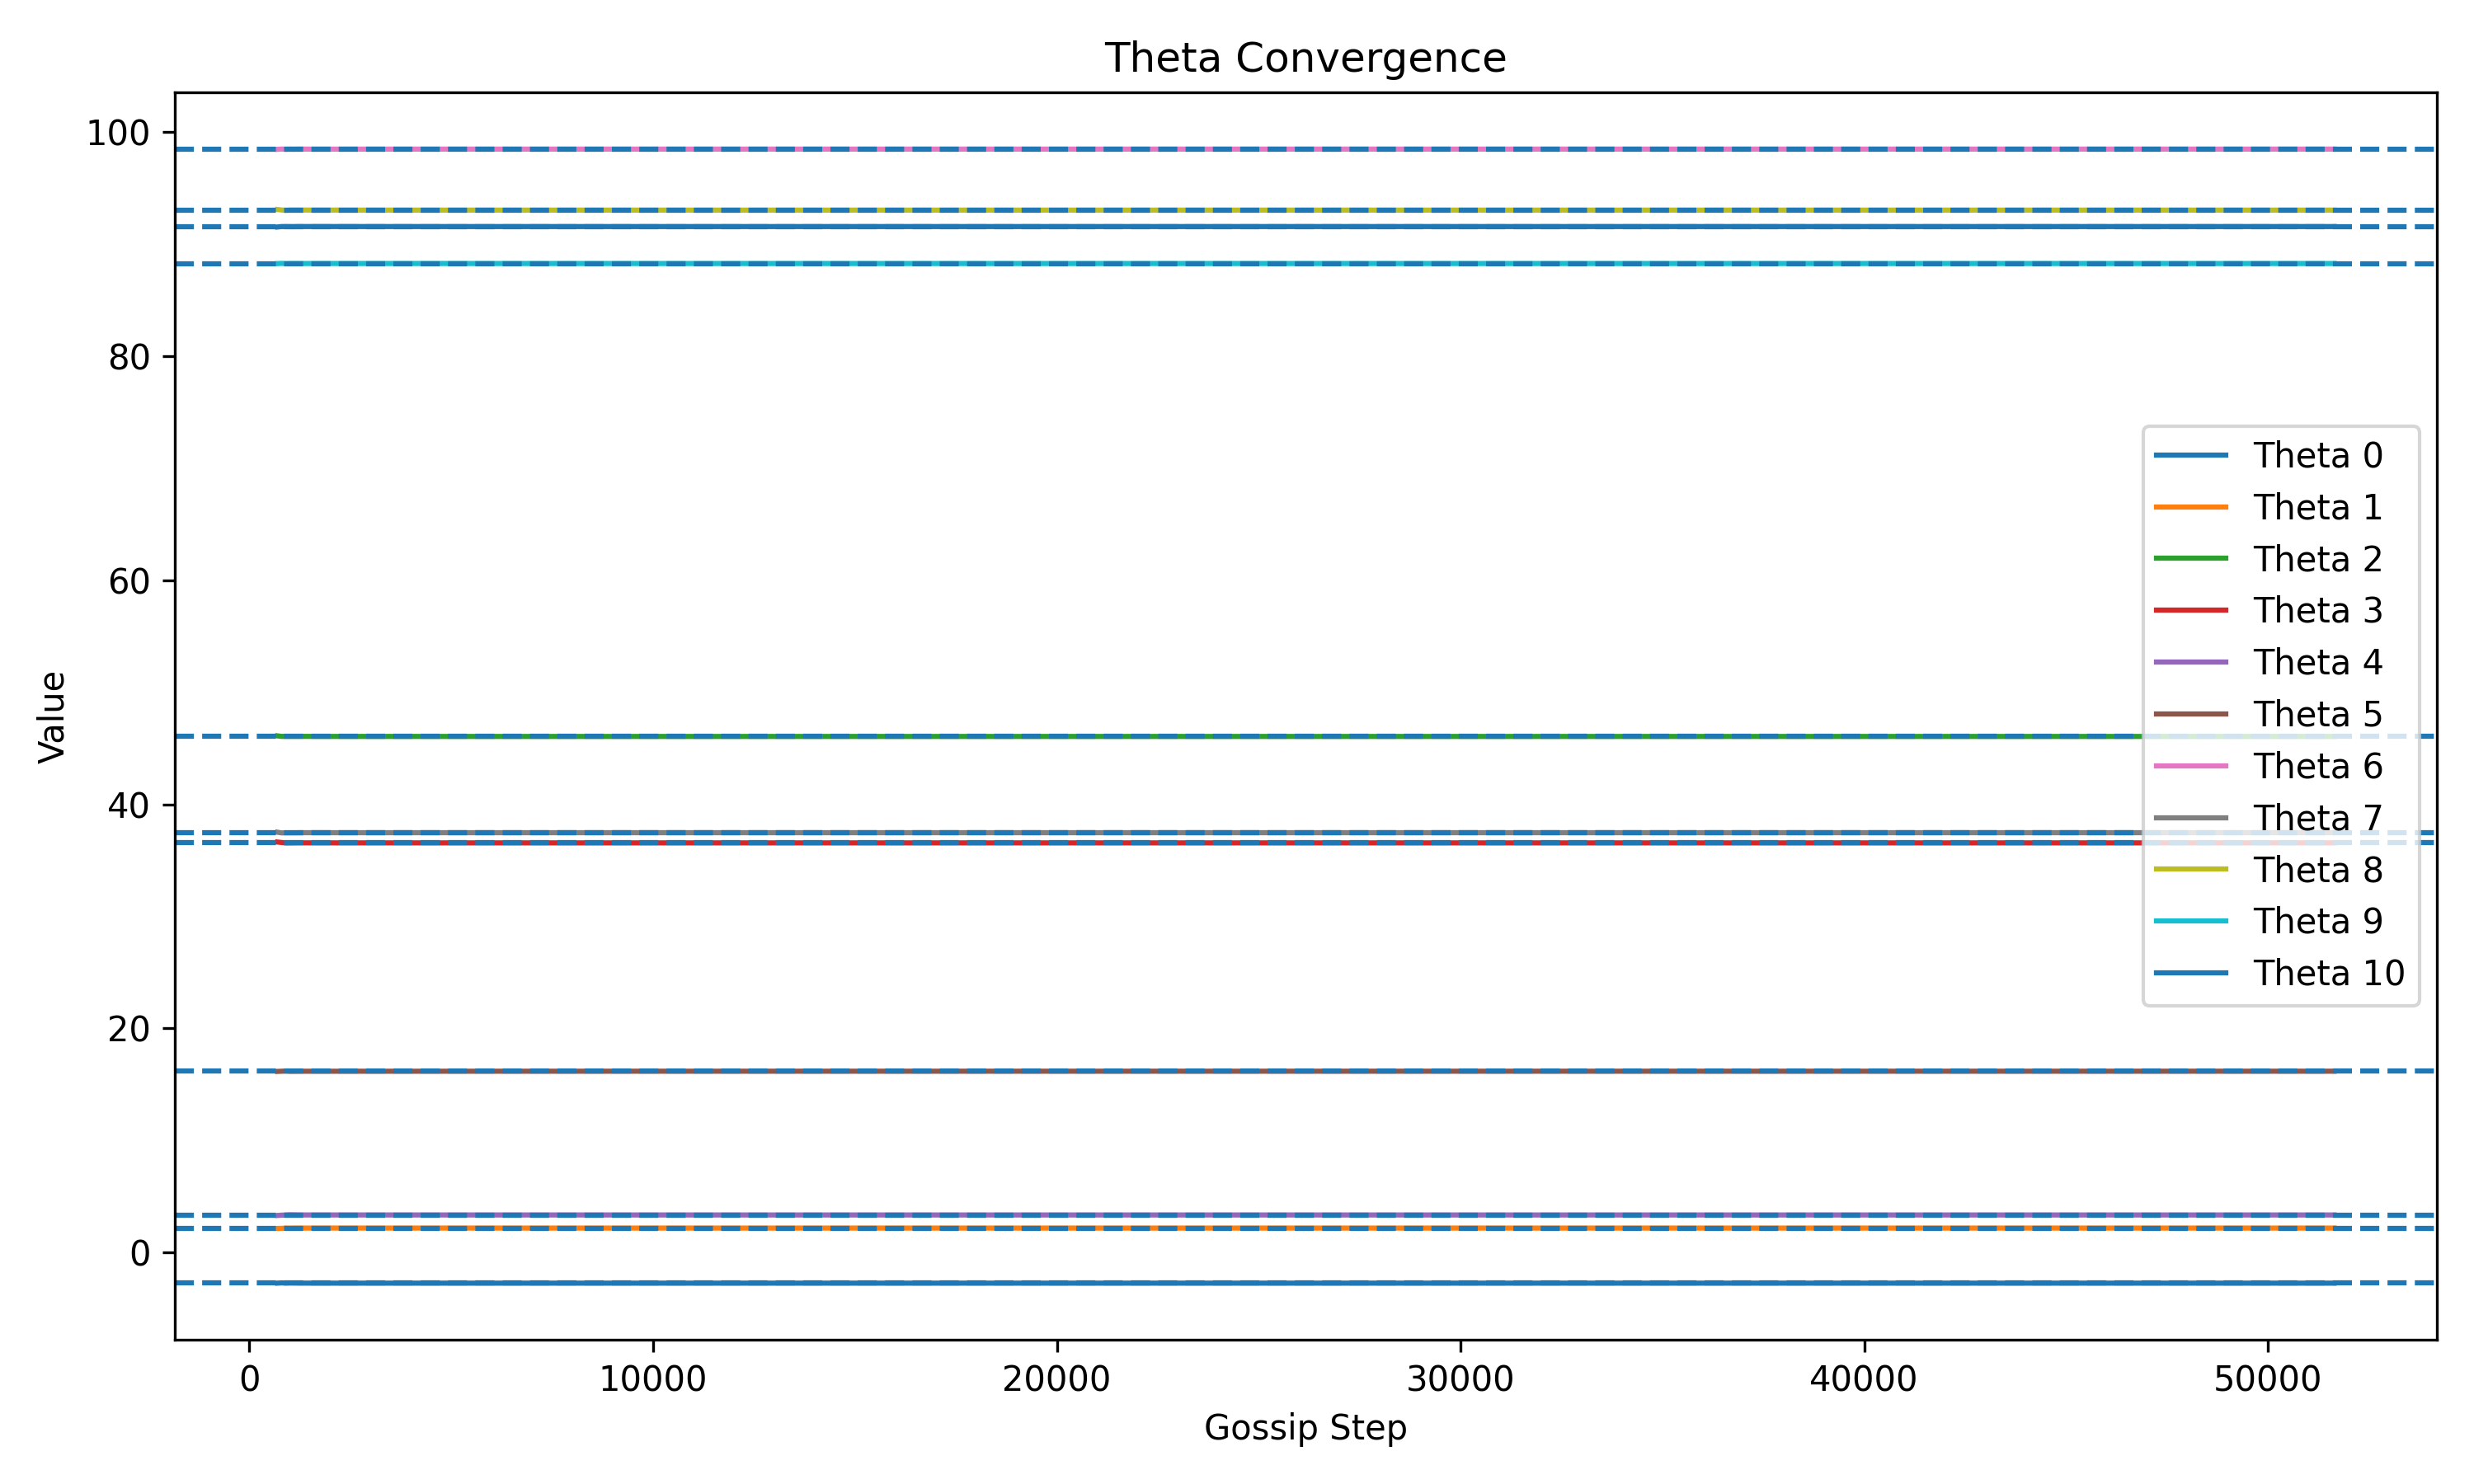 Theta Convergence
100
80
60
40
20
0
Value
Theta 0
Theta 1
Theta 2
Theta 3
Theta 4
Theta 5
Theta 6
Theta 7
Theta 8
Theta 9
Theta 10
0 10000 20000 30000 40000 50000
Gossip Step